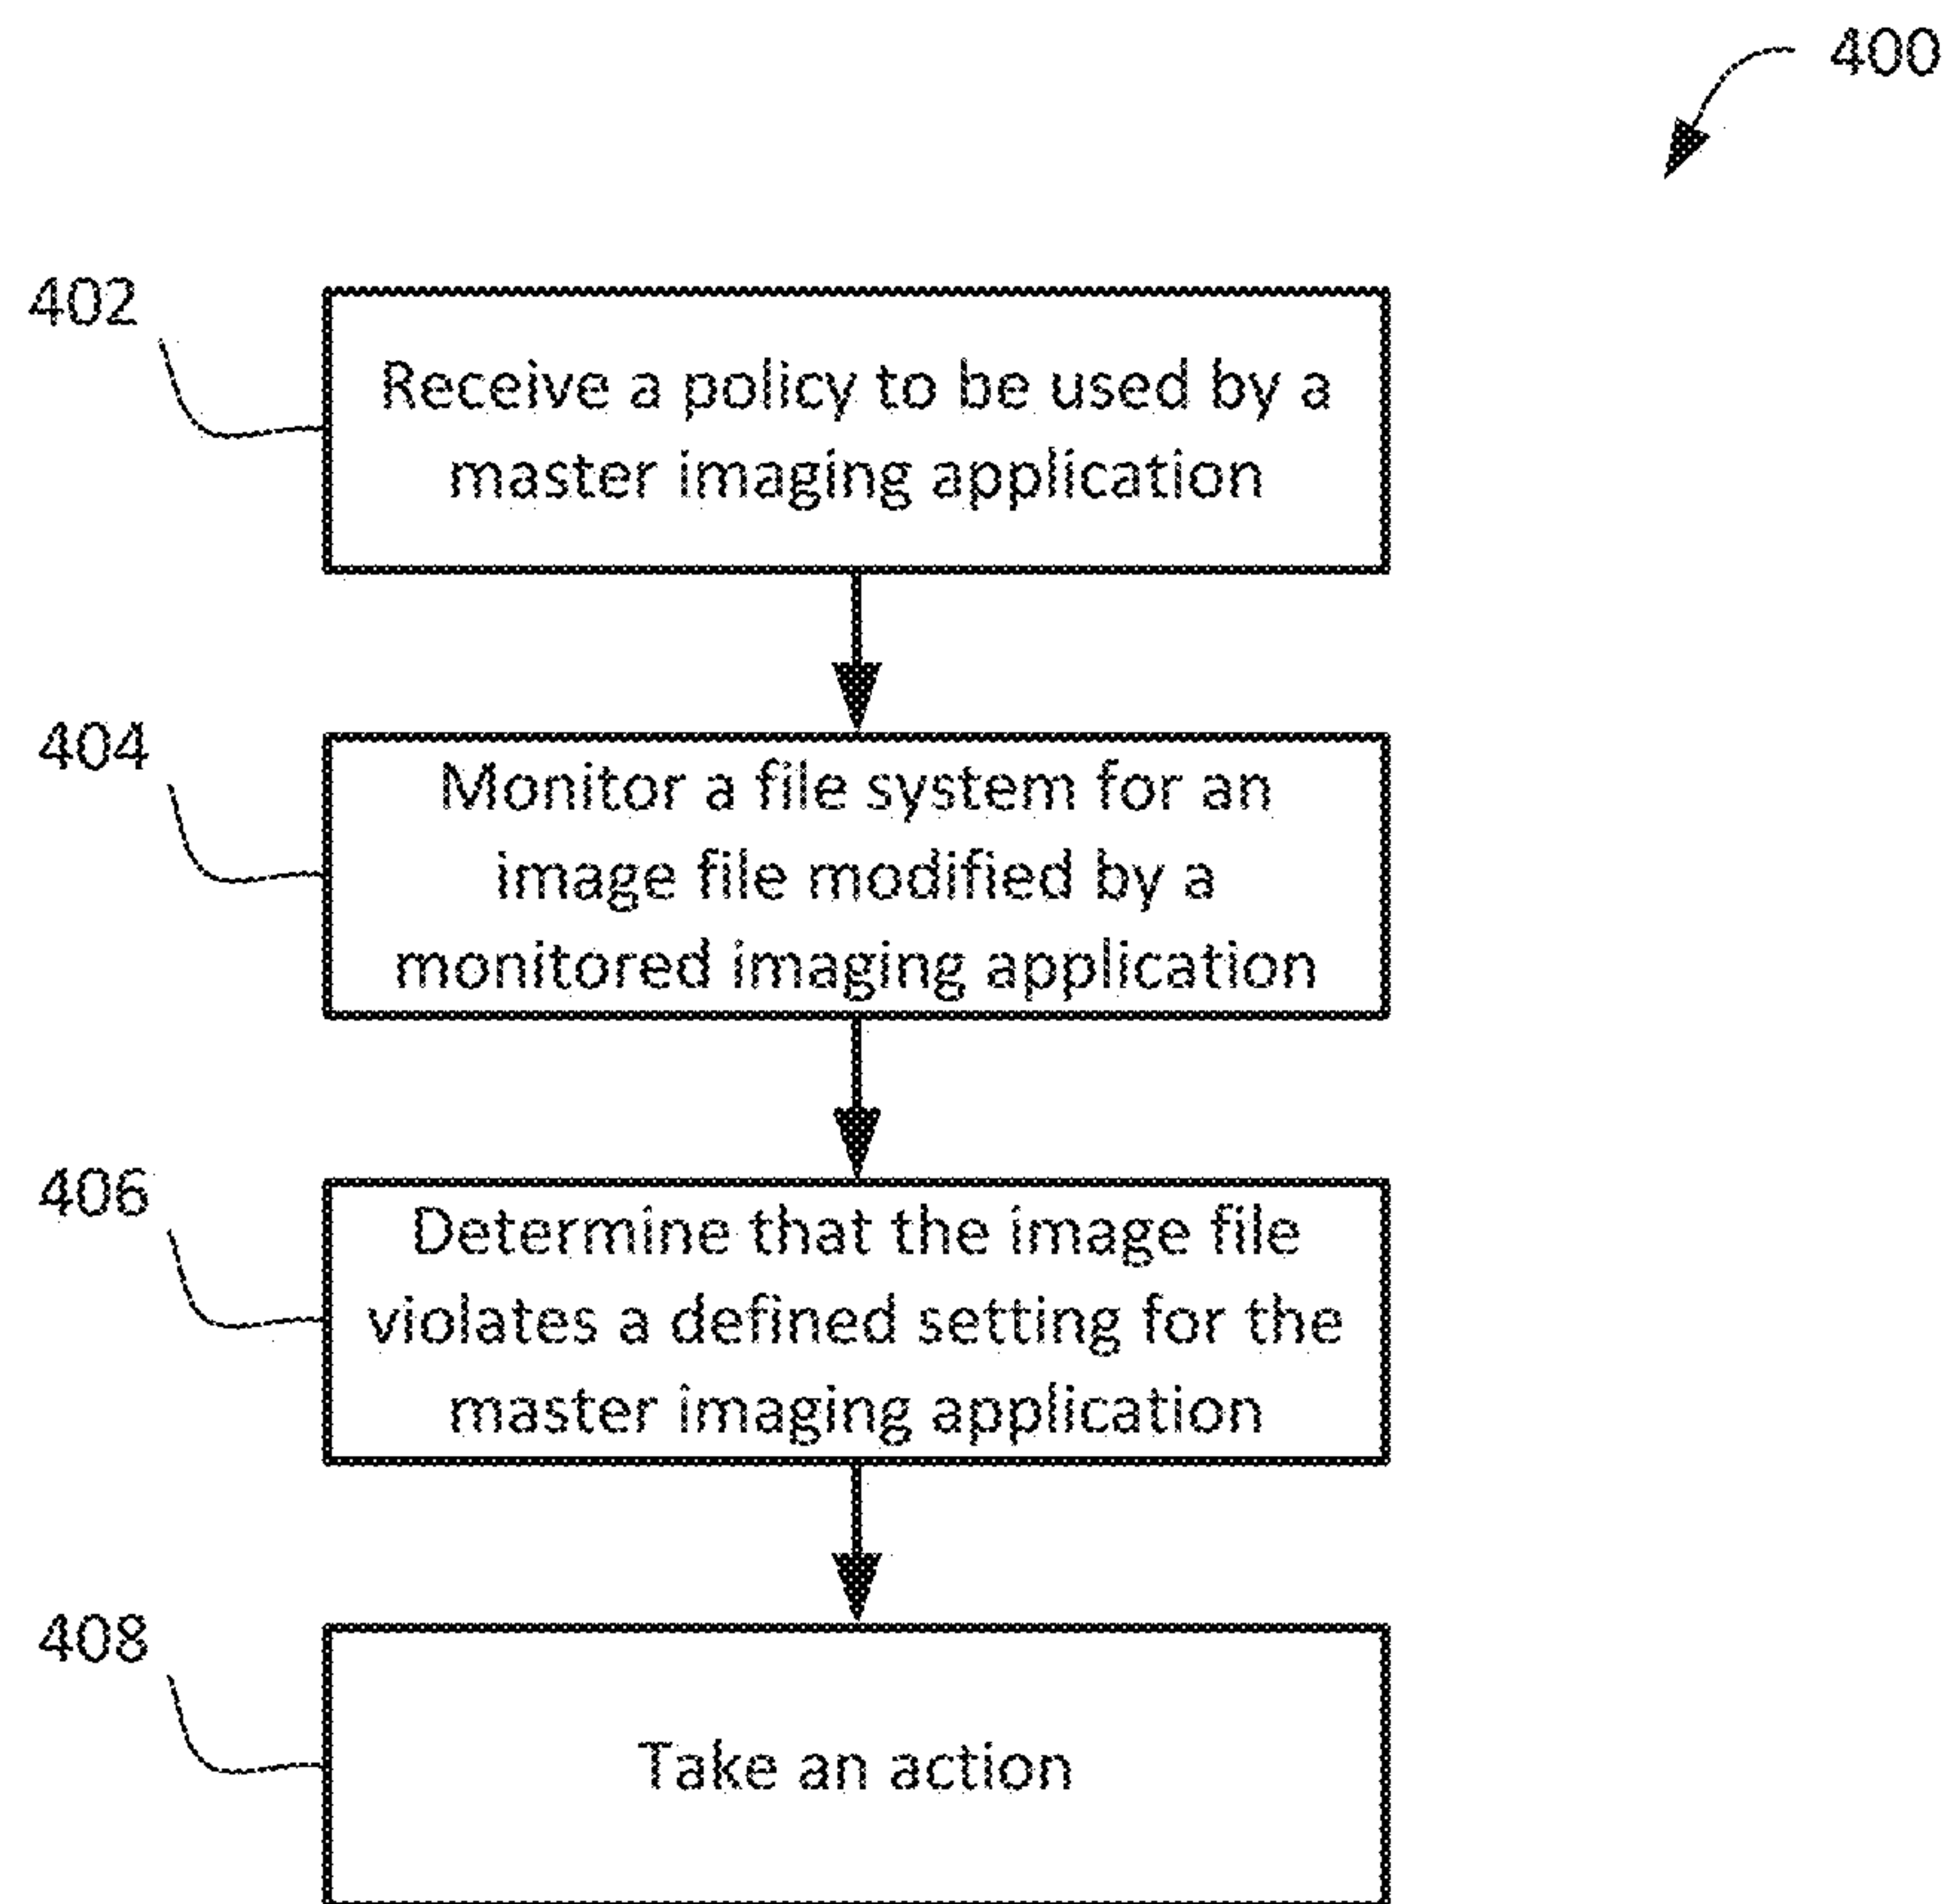 400
402
Receive a policy to be used by a
master imaging application
404
Monitor a file system for an
image file modified by a
monitored imaging application
406
Determine that the image file
violates a defined setting for the
master imaging application
408
Take an action